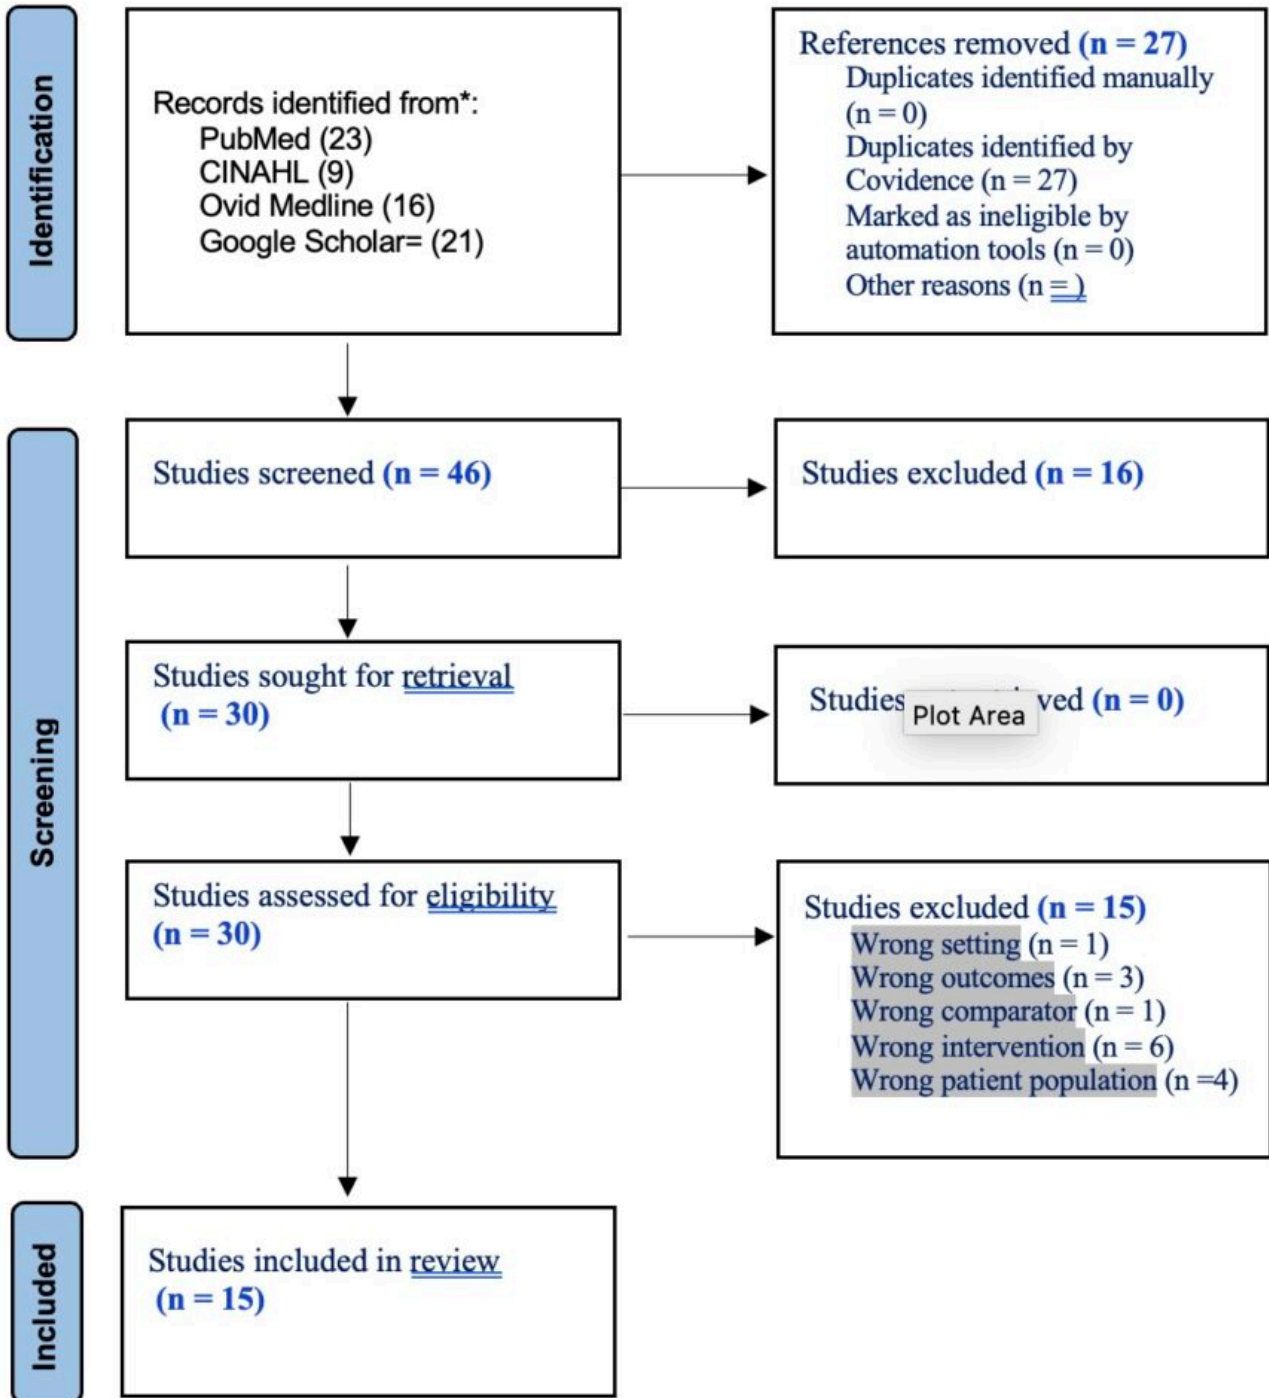 Identification
Records identified from*:
PubMed (23)
CINAHL (9)
Ovid Medline (16)
Google Scholar= (21)
References removed (n = 27)
Duplicates identified manually
(n = 0)
Duplicates identified by
Covidence (n = 27)
Marked as ineligible by
automation tools (n = 0)
Other reasons (n = )
Screening
Studies screened (n = 46)
Studies excluded (n = 16)
Studies sought for retrieval
(n = 30)
Studies (n = 0)
Plot Area
Studies assessed for eligibility
(n = 30)
Studies excluded (n = 15)
Wrong setting (n = 1)
Wrong outcomes (n = 3)
Wrong comparator (n = 1)
Wrong intervention (n = 6)
Wrong patient population (n =4)
Included
Studies included in review
(n = 15)